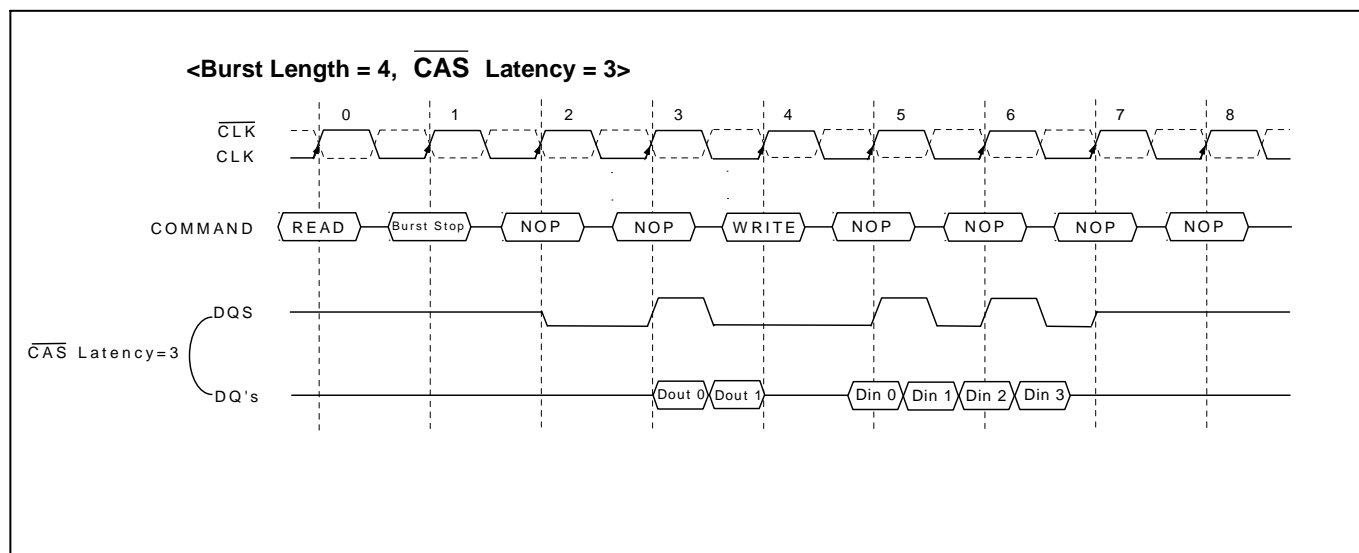 <Burst Length = 4, CAS Latency = 3>
0 1 2 3 4 5 6 7 8
CLK
CLK
COMMAND READ Burst Stop NOP NOP WRITE NOP NOP NOP NOP
DQS
CAS Latency=3
DQ's Dout 0 Dout 1 Din 0 Din 1 Din 2 Din 3